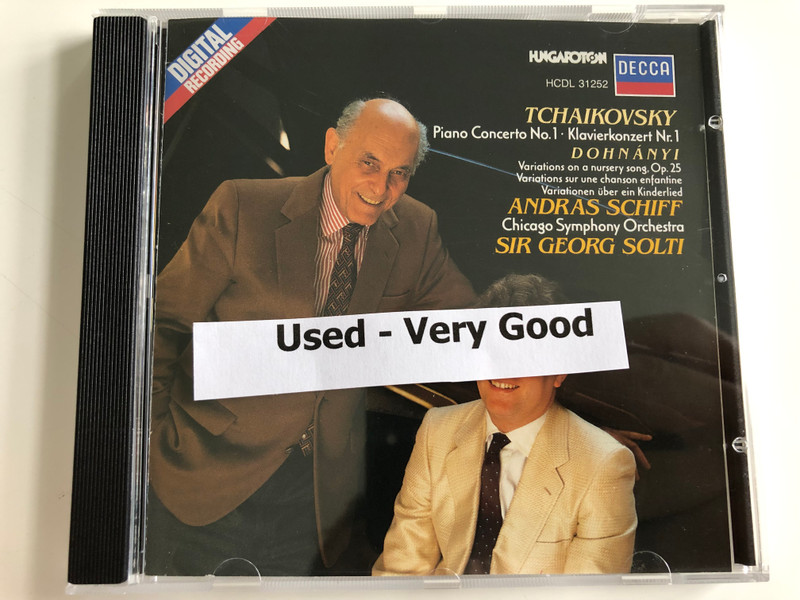 DIGITAL
RECORDING
HUNGAROTON
DECCA
HCDL 31252
TCHAIKOVSKY
Piano Concerto No.1 · Klavierkonzert Nr.1
DOHNÁNYI
Variations on a nursery song, Op. 25
Variations sur une chanson enfantine
Variationen über ein Kinderlied
ANDRÁS SCHIFF
Chicago Symphony Orchestra
SIR GEORG SOLTI
Used - Very Good